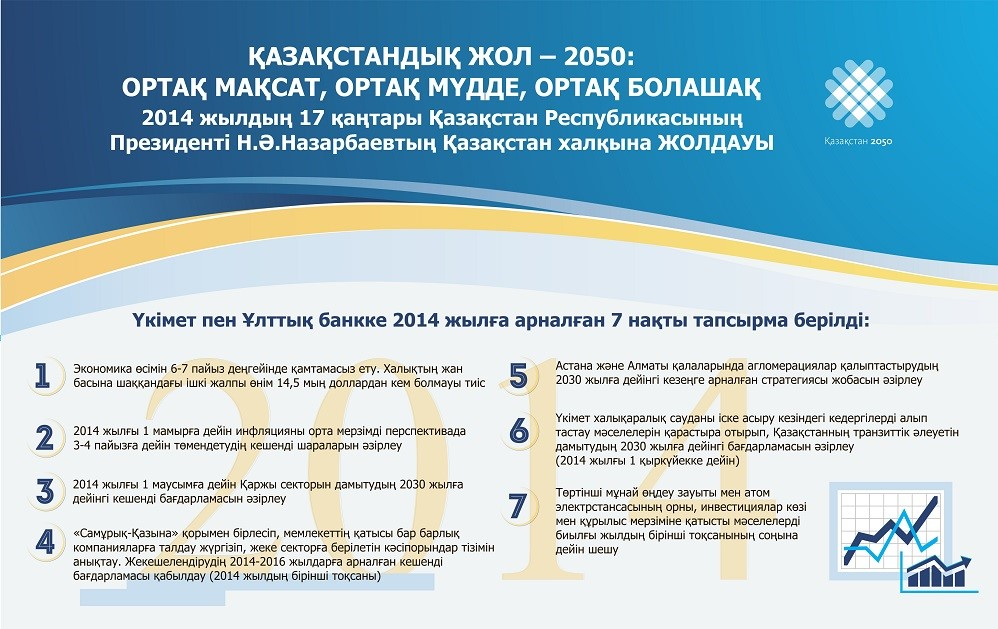 ҚАЗАҚСТАНДЫҚ ЖОЛ – 2050:
ОРТАҚ МАҚСАТ, ОРТАҚ МҮДДЕ, ОРТАҚ БОЛАШАҚ
2014 жылдың 17 қаңтары Қазақстан Республикасының
Президенті Н.Ә.Назарбаевтың Қазақстан халқына ЖОЛДАУЫ
Қазақстан 2050
Үкімет пен Ұлттық банкке 2014 жылға арналған 7 нақты тапсырма берілді:
2014
1
Экономика өсімін 6-7 пайыз деңгейінде қамтамасыз ету. Халықтың жан
басына шаққандағы ішкі жалпы өнім 14,5 мың доллардан кем болмауы тиіс
2
2014 жылғы 1 мамырға дейін инфляцияны орта мерзімді перспективада
3-4 пайызға дейін төмендетудің кешенді шараларын әзірлеу
3
2014 жылғы 1 маусымға дейін Қаржы секторын дамытудың 2030 жылға
дейінгі кешенді бағдарламасын әзірлеу
4
«Самұрық-Қазына» қорымен бірлесіп, мемлекеттің қатысы бар барлық
компанияларға талдау жүргізіп, жеке секторға берілетін кәсіпорындар тізімін
анықтау. Жекешелендірудің 2014-2016 жылдарға арналған кешенді
бағдарламасы қабылдау (2014 жылдың бірінші тоқсаны)
5
Астана және Алматы қалаларында агломерациялар қалыптастырудың
2030 жылға дейінгі кезеңге арналған стратегиясы жобасын әзірлеу
6
Үкімет халықаралық сауданы іске асыру кезіндегі кедергілерді алып
тастау мәселелерін қарастыра отырып, Қазақстанның транзиттік әлеуетін
дамытудың 2030 жылға дейінгі бағдарламасын әзірлеу
(2014 жылғы 1 қыркүйекке дейін)
7
Төртінші мұнай өңдеу зауыты мен атом
электрстансасының орны, инвестициялар көзі
мен құрылыс мерзіміне қатысты мәселелерді
биылғы жылдың бірінші тоқсанының соңына
дейін шешу